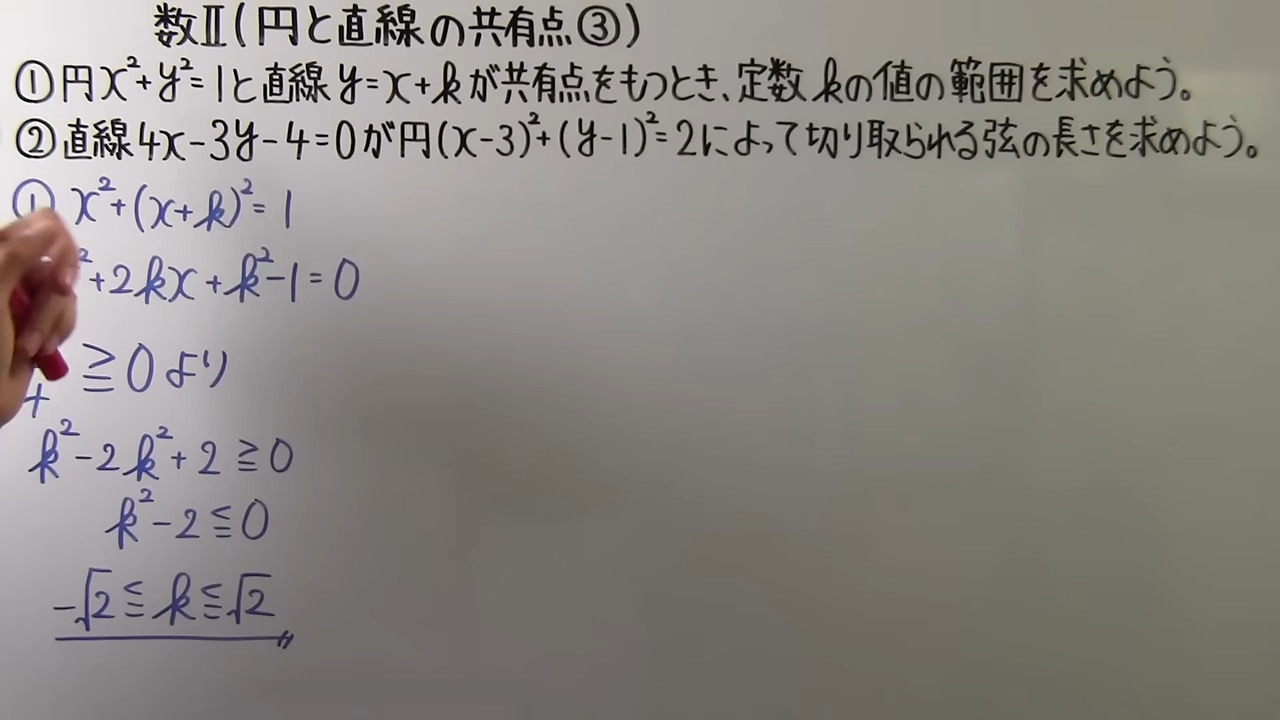 数Ⅱ(円と直線の共有点③)
①円x²+y²=1と直線y=x+kが共有点をもつとき、定数kの値の範囲を求めよう。
②直線4x-3y-4=0が円(x-3)²+(y-1)²=2によって切り取られる弦の長さを求めよう。
① x²+(x+k)²=1
²+2kx+k²-1=0
≧0より
k²-2k²+2≧0
k²-2≦0
-√2≦k≦√2